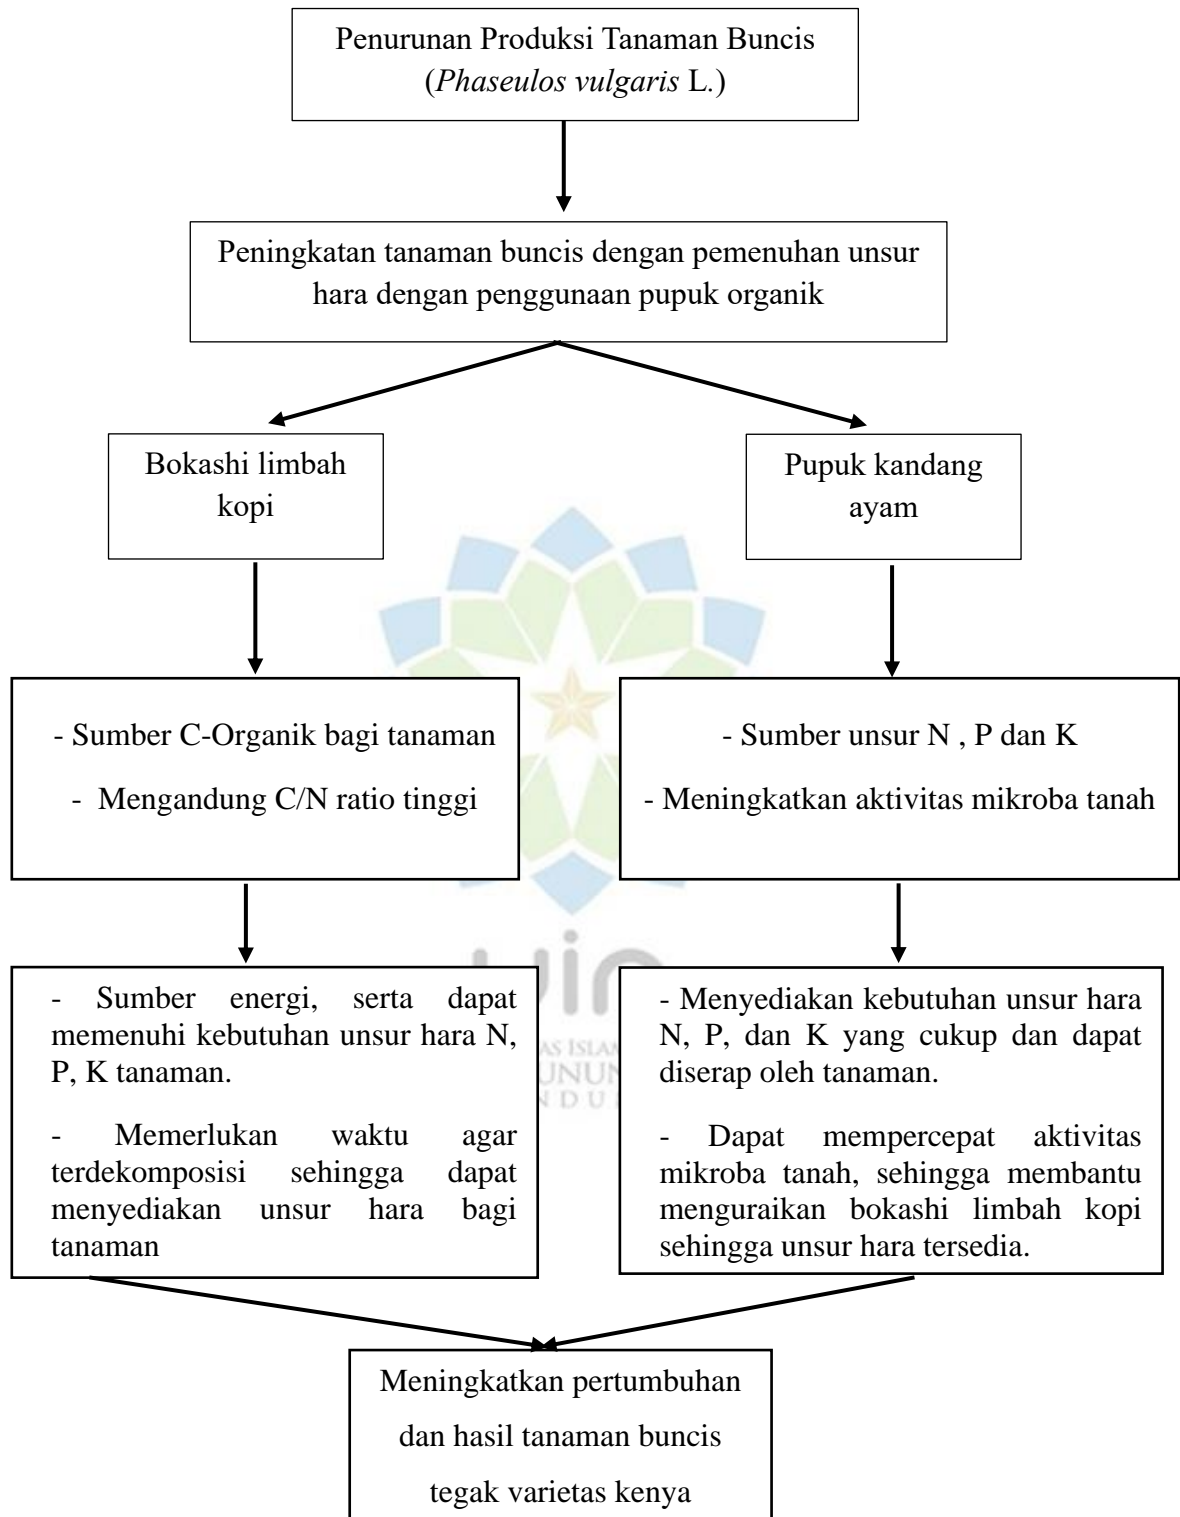 Penurunan Produksi Tanaman Buncis
(Phaseulos vulgaris L.)
Peningkatan tanaman buncis dengan pemenuhan unsur
hara dengan penggunaan pupuk organik
Bokashi limbah
kopi
Pupuk kandang
ayam
- Sumber C-Organik bagi tanaman
- Mengandung C/N ratio tinggi
- Sumber unsur N , P dan K
- Meningkatkan aktivitas mikroba tanah
- Sumber energi, serta dapat
memenuhi kebutuhan unsur hara N,
P, K tanaman.
- Memerlukan waktu agar
terdekomposisi sehingga dapat
menyediakan unsur hara bagi
tanaman
- Menyediakan kebutuhan unsur hara
N, P, dan K yang cukup dan dapat
diserap oleh tanaman.
- Dapat mempercepat aktivitas
mikroba tanah, sehingga membantu
menguraikan bokashi limbah kopi
sehingga unsur hara tersedia.
uin
Meningkatkan pertumbuhan
dan hasil tanaman buncis
tegak varietas kenya